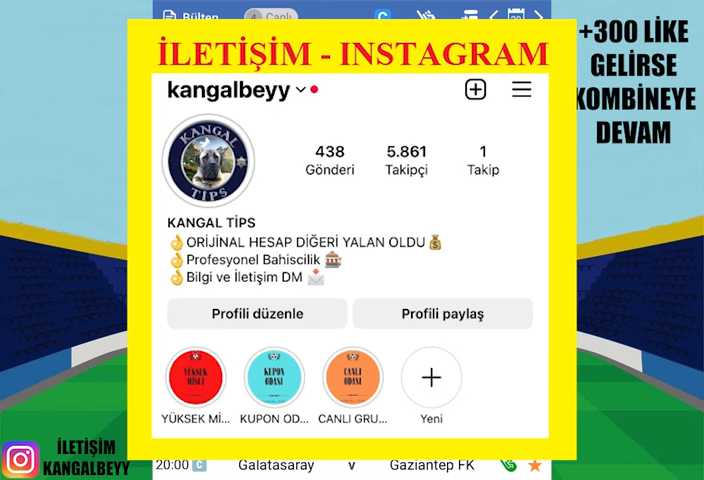 Bülten
4 Canlı
C
29
İLETİŞİM - INSTAGRAM
+300 LİKE
GELİRSE
KOMBİNEYE
DEVAM
kangalbeyy
KANGAL
TİPS
438
5.861
1
Gönderi
Takipçi
Takip
KANGAL TİPS
👌ORİJİNAL HESAP DİĞERİ YALAN OLDU💰
👌Profesyonel Bahiscilik 🎰
👌Bilgi ve İletişim DM 📩
Profili düzenle
Profili paylaş
YÜKSEK
MİSLİ
KUPON
ODASI
CANLI
ODASI
YÜKSEK Mİ...
KUPON OD...
CANLI GRU...
Yeni
İLETİŞİM
KANGALBEYY
20:00 C Galatasaray v Gaziantep FK